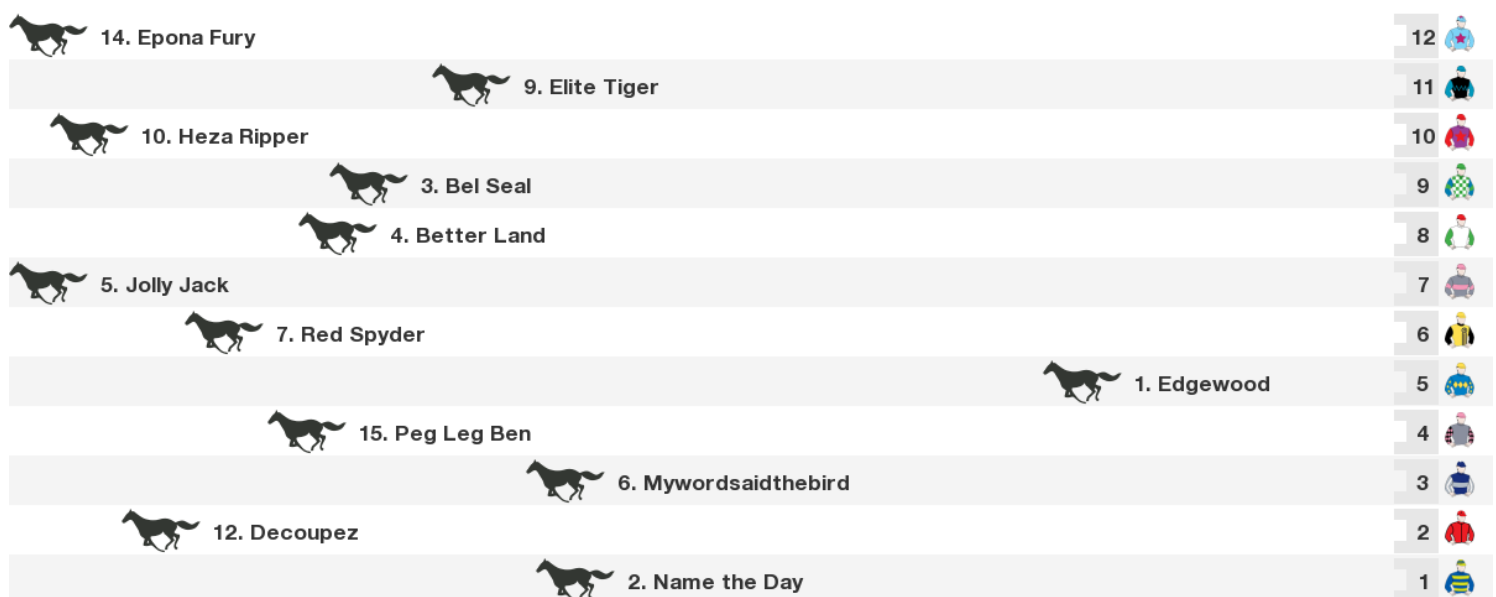 14. Epona Fury 12
9. Elite Tiger 11
10. Heza Ripper 10
3. Bel Seal 9
4. Better Land 8
5. Jolly Jack 7
7. Red Spyder 6
1. Edgewood 5
15. Peg Leg Ben 4
6. Mywordsaidthebird 3
12. Decoupez 2
2. Name the Day 1